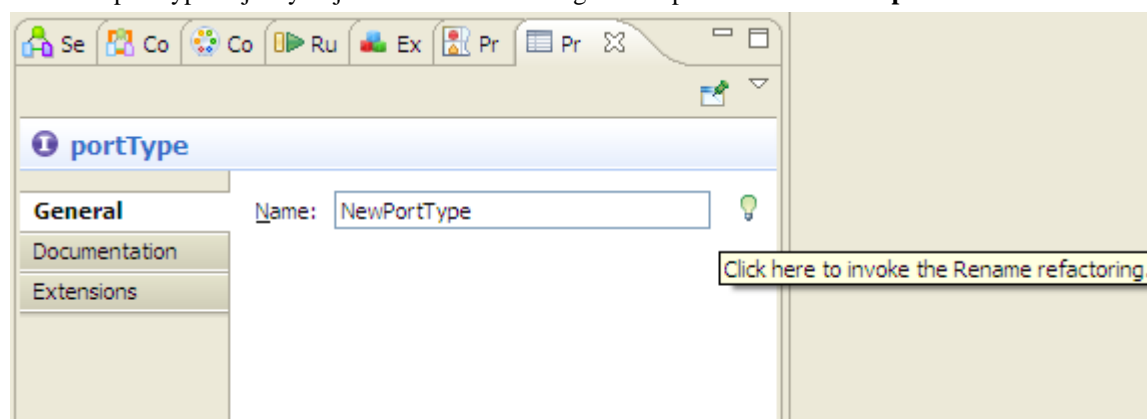 Se Co Co Ru Ex Pr Pr
portType
General
Name: NewPortType
Documentation
Click here to invoke the Rename refactoring.
Extensions